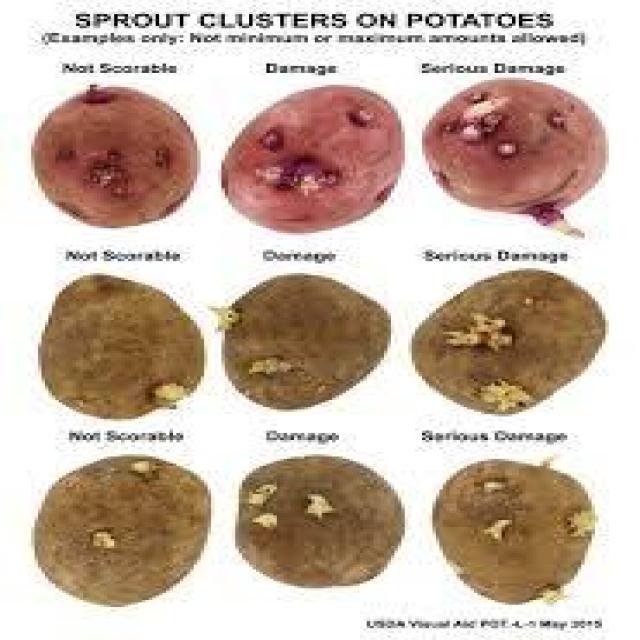 SPROUT CLUSTERS ON POTATOES
(Examples only: Not minimum or maximum amounts allowed)
Not Scorable Damage Serious Damage
Not Scorable Damage Serious Damage
Not Scorable Damage Serious Damage
USDA Visual Aid POT-L-1 May 2015